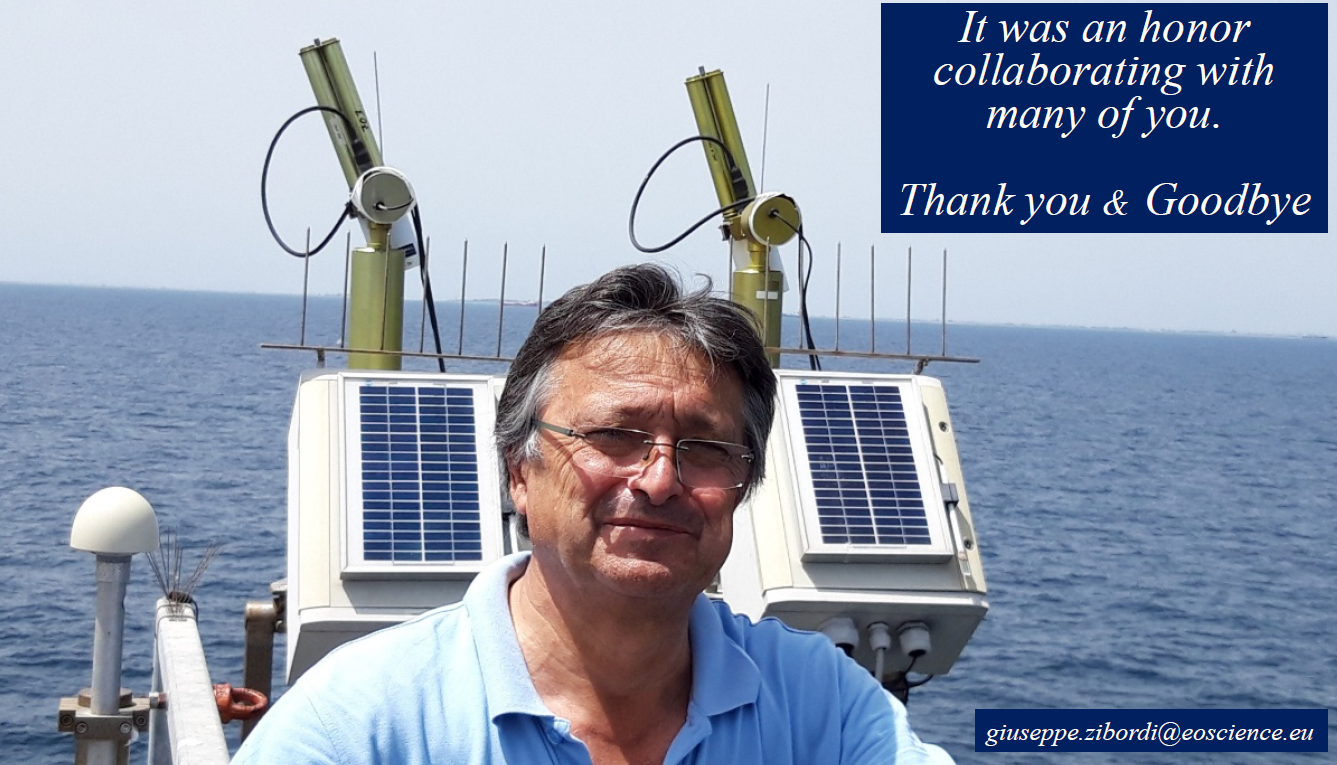 It was an honor
collaborating with
many of you.
Thank you & Goodbye
giuseppe.zibordi@eoscience.eu